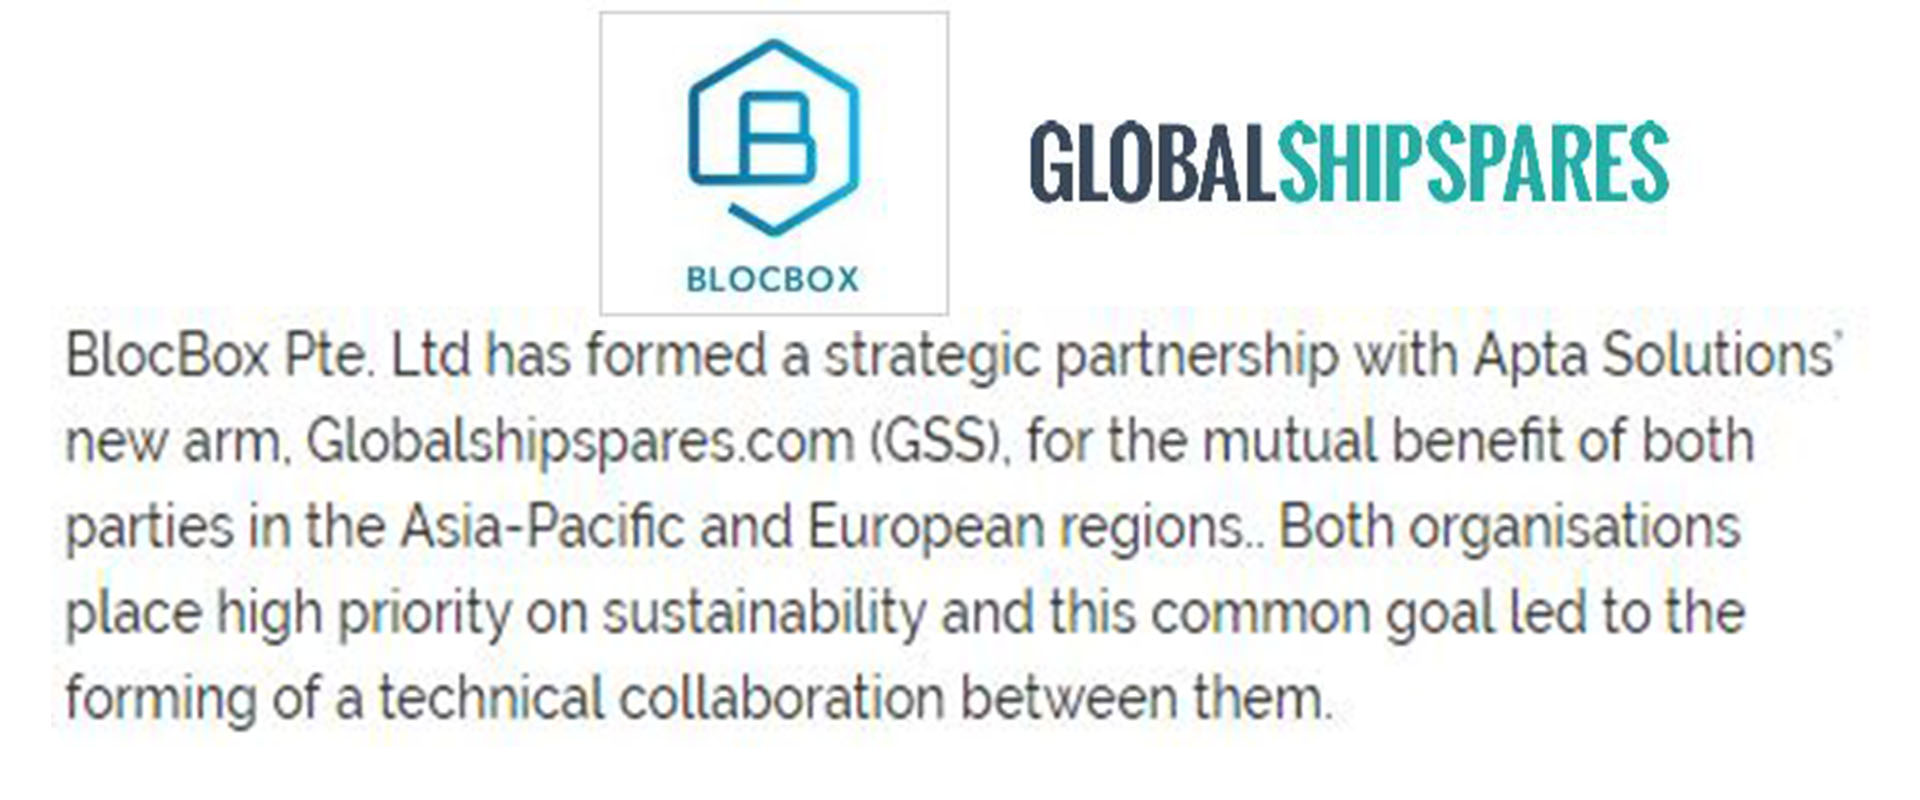 BLOCBOX
GLOBALSHIPSPARES
BlocBox Pte. Ltd has formed a strategic partnership with Apta Solutions’
new arm, Globalshipspares.com (GSS), for the mutual benefit of both
parties in the Asia-Pacific and European regions.. Both organisations
place high priority on sustainability and this common goal led to the
forming of a technical collaboration between them.